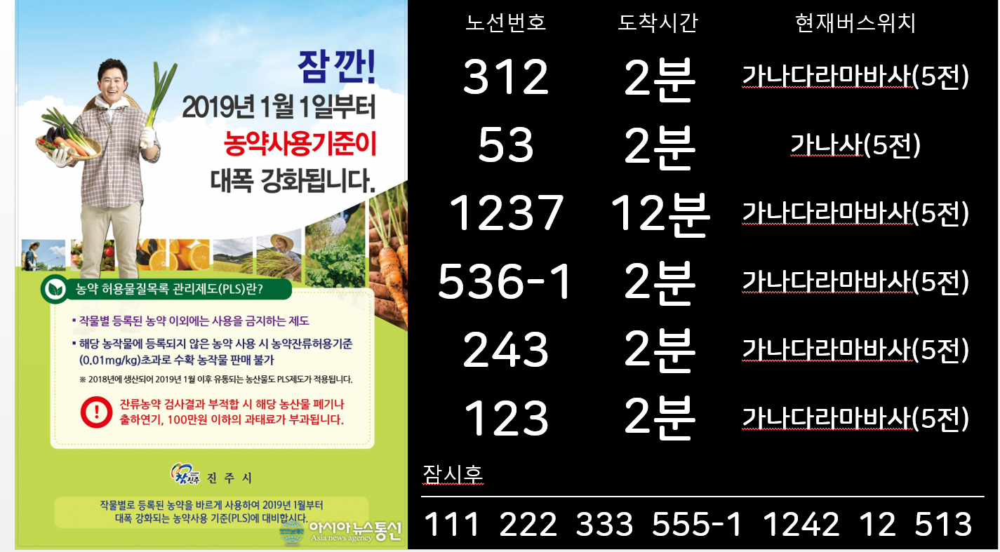 잠깐!
2019년 1월 1일부터
농약사용기준이
대폭 강화됩니다.
농약 허용물질목록 관리제도(PLS)란?
▪ 작물별 등록된 농약 이외에는 사용을 금지하는 제도
▪ 해당 농작물에 등록되지 않은 농약 사용 시 농약잔류허용기준
(0.01mg/kg)초과로 수확 농작물 판매 불가
※ 2018년에 생산되어 2019년 1월 이후 유통되는 농산물도 PLS제도가 적용됩니다.
! 잔류농약 검사결과 부적합 시 해당 농산물 폐기나
출하연기, 100만원 이하의 과태료가 부과됩니다.
참진주 진 주 시
작물별로 등록된 농약을 바르게 사용하여 2019년 1월부터
대폭 강화되는 농약사용 기준(PLS)에 대비합시다.
아시아뉴스통신
Asia news agency
노선번호 도착시간 현재버스위치
312 2분 가나다라마바사(5전)
53 2분 가나사(5전)
1237 12분 가나다라마바사(5전)
536-1 2분 가나다라마바사(5전)
243 2분 가나다라마바사(5전)
123 2분 가나다라마바사(5전)
잠시후
111 222 333 555-1 1242 12 513